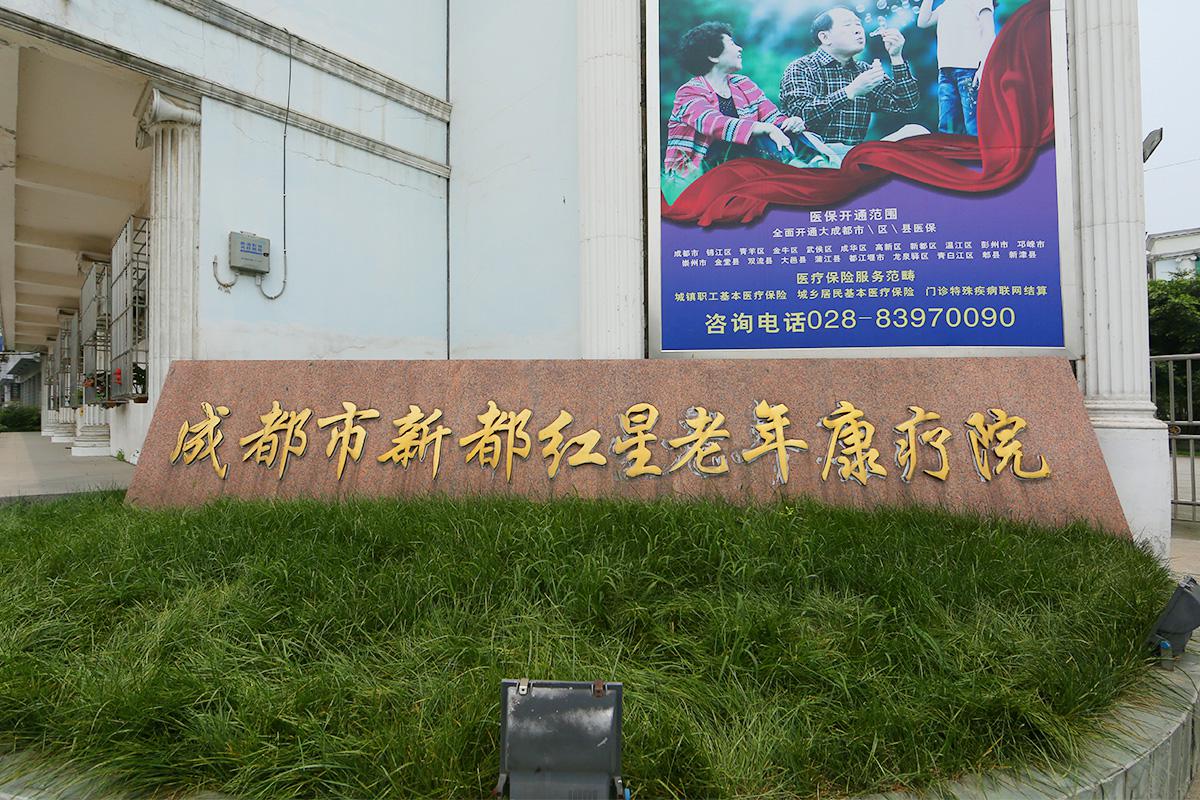 医保开通范围
全面开通大成都市\区\县医保
成都市 锦江区 青羊区 金牛区 武侯区 成华区 高新区 新都区 温江区 彭州市 邛崃市
崇州市 金堂县 双流县 大邑县 蒲江县 都江堰市 龙泉驿区 青白江区 郫县 新津县
医疗保险服务范畴
城镇职工基本医疗保险 城乡居民基本医疗保险 门诊特殊疾病联网结算
咨询电话028-83970090
成都市新都红星老年康疗院